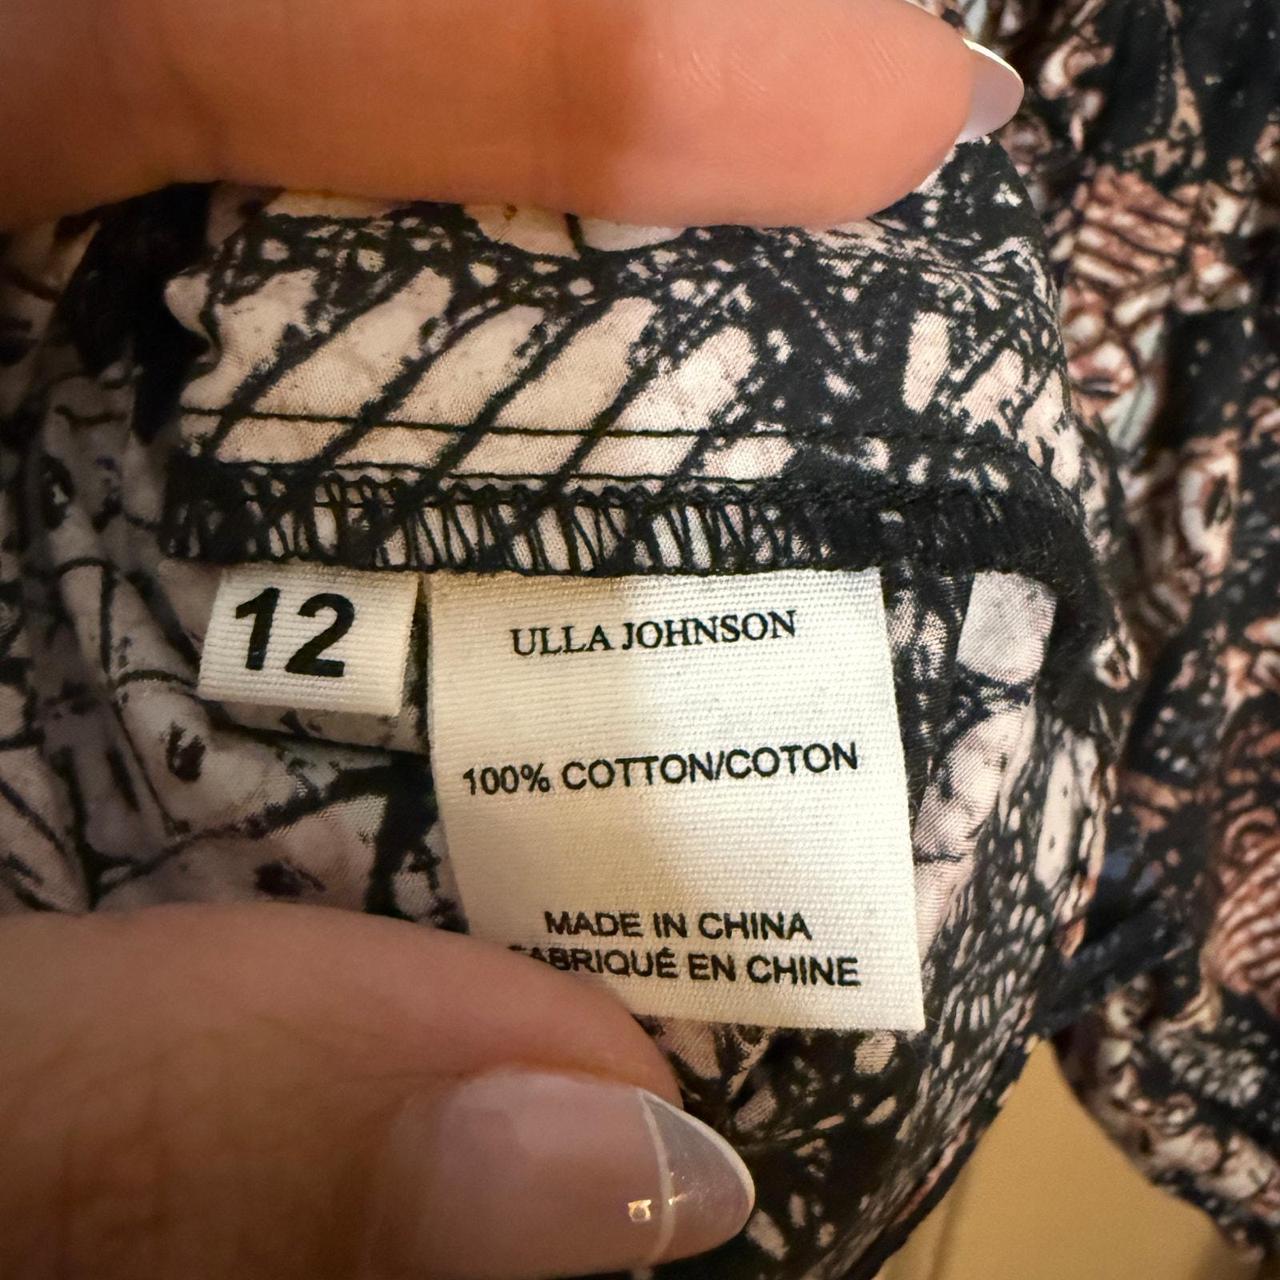 12
ULLA JOHNSON
100% COTTON/COTON
MADE IN CHINA
FABRIQUÉ EN CHINE